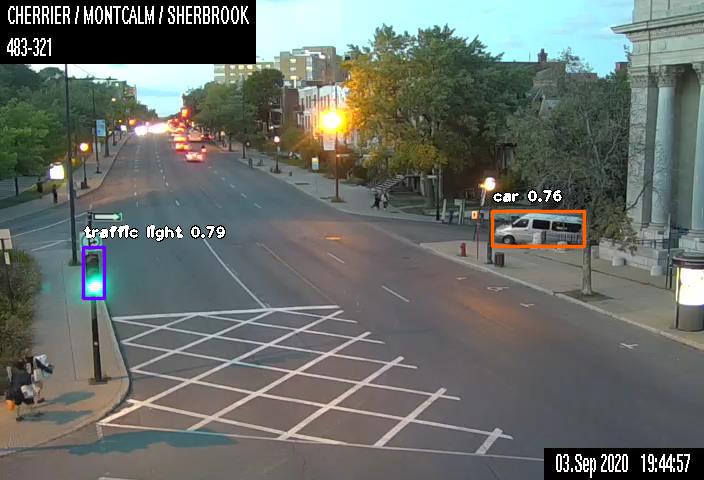 CHERRIER / MONTCALM / SHERBROOK
483-321
car 0.76
traffic light 0.79
03.Sep 2020 19:44:57